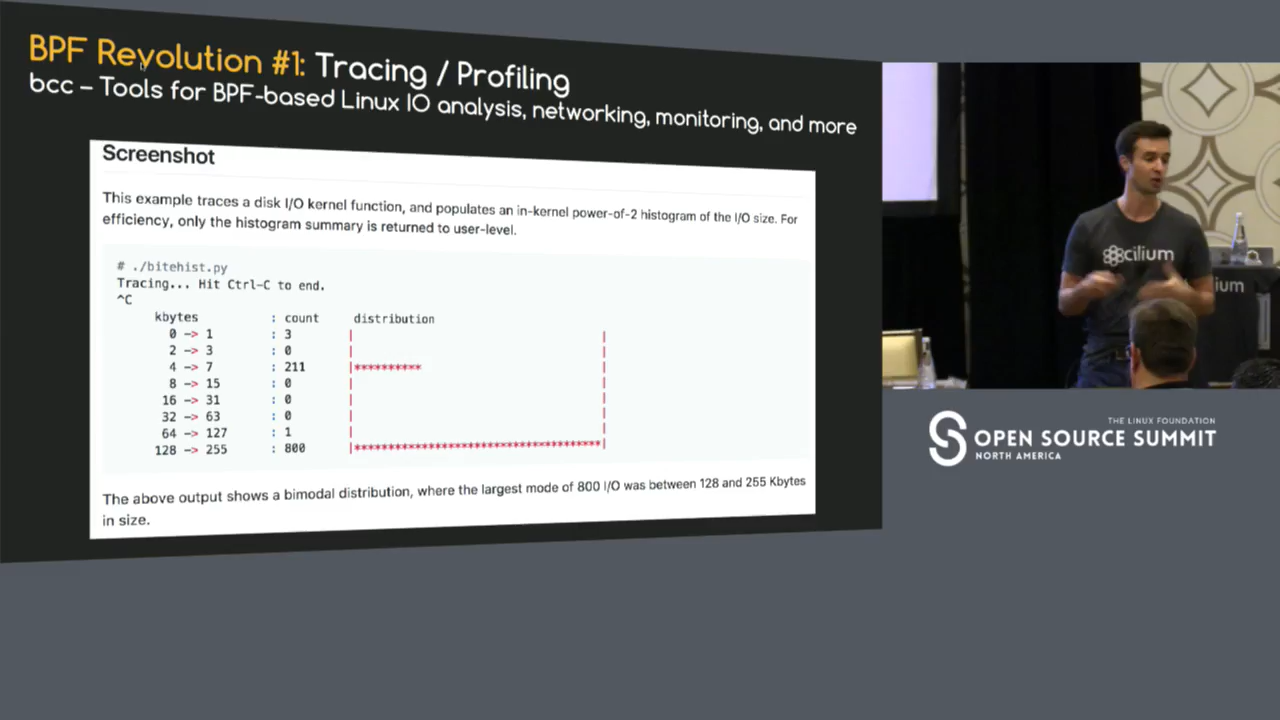 BPF Revolution #1: Tracing / Profiling
bcc – Tools for BPF-based Linux IO analysis, networking, monitoring, and more
Screenshot
This example traces a disk I/O kernel function, and populates an in-kernel power-of-2 histogram of the I/O size. For
efficiency, only the histogram summary is returned to user-level.
# ./bitehist.py
Tracing... Hit Ctrl-C to end.
^C
kbytes : count distribution
0 -> 1 : 3 | |
2 -> 3 : 0 | |
4 -> 7 : 211 |********** |
8 -> 15 : 0 | |
16 -> 31 : 0 | |
32 -> 63 : 0 | |
64 -> 127 : 1 | |
128 -> 255 : 800 |**************************************|
The above output shows a bimodal distribution, where the largest mode of 800 I/O was between 128 and 255 Kbytes
in size.
cilium
ium
THE LINUX FOUNDATION
OPEN SOURCE SUMMIT
NORTH AMERICA